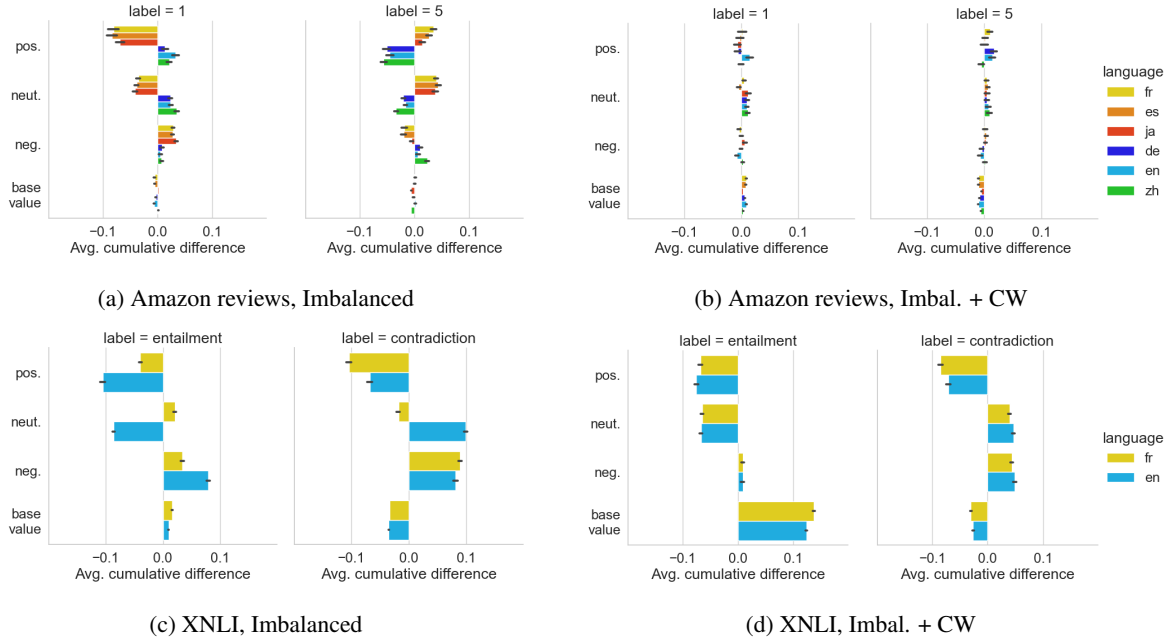 label = 1
label = 5
pos.
neut.
neg.
base
value
−0.1
0.0
0.1
−0.1
0.0
0.1
Avg. cumulative difference
Avg. cumulative difference
(a) Amazon reviews, Imbalanced
label = 1
label = 5
pos.
neut.
neg.
base
value
−0.1
0.0
0.1
−0.1
0.0
0.1
Avg. cumulative difference
Avg. cumulative difference
language
fr
es
ja
de
en
zh
(b) Amazon reviews, Imbal. + CW
label = entailment
label = contradiction
pos.
neut.
neg.
base
value
−0.1
0.0
0.1
−0.1
0.0
0.1
Avg. cumulative difference
Avg. cumulative difference
(c) XNLI, Imbalanced
label = entailment
label = contradiction
pos.
neut.
neg.
base
value
−0.1
0.0
0.1
−0.1
0.0
0.1
Avg. cumulative difference
Avg. cumulative difference
language
fr
en
(d) XNLI, Imbal. + CW